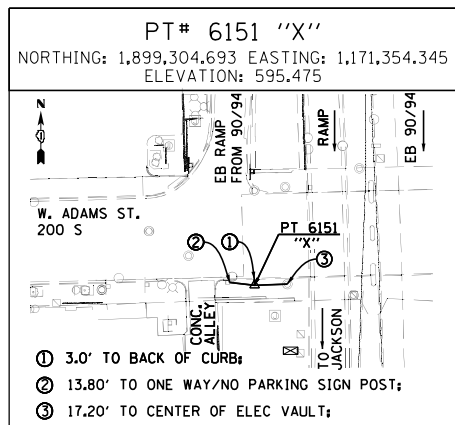 PT# 6151 "X"
NORTHING: 1,899,304.693 EASTING: 1,171,354.345
ELEVATION: 595.475
N
EB RAMP
FROM 90/94
RAMP
EB 90/94
W. ADAMS ST.
200 S
PT 6151
"X"
2
1
3
CONC.
ALLEY
TO
JACKSON
1 3.0' TO BACK OF CURB;
2 13.80' TO ONE WAY/NO PARKING SIGN POST;
3 17.20' TO CENTER OF ELEC VAULT;